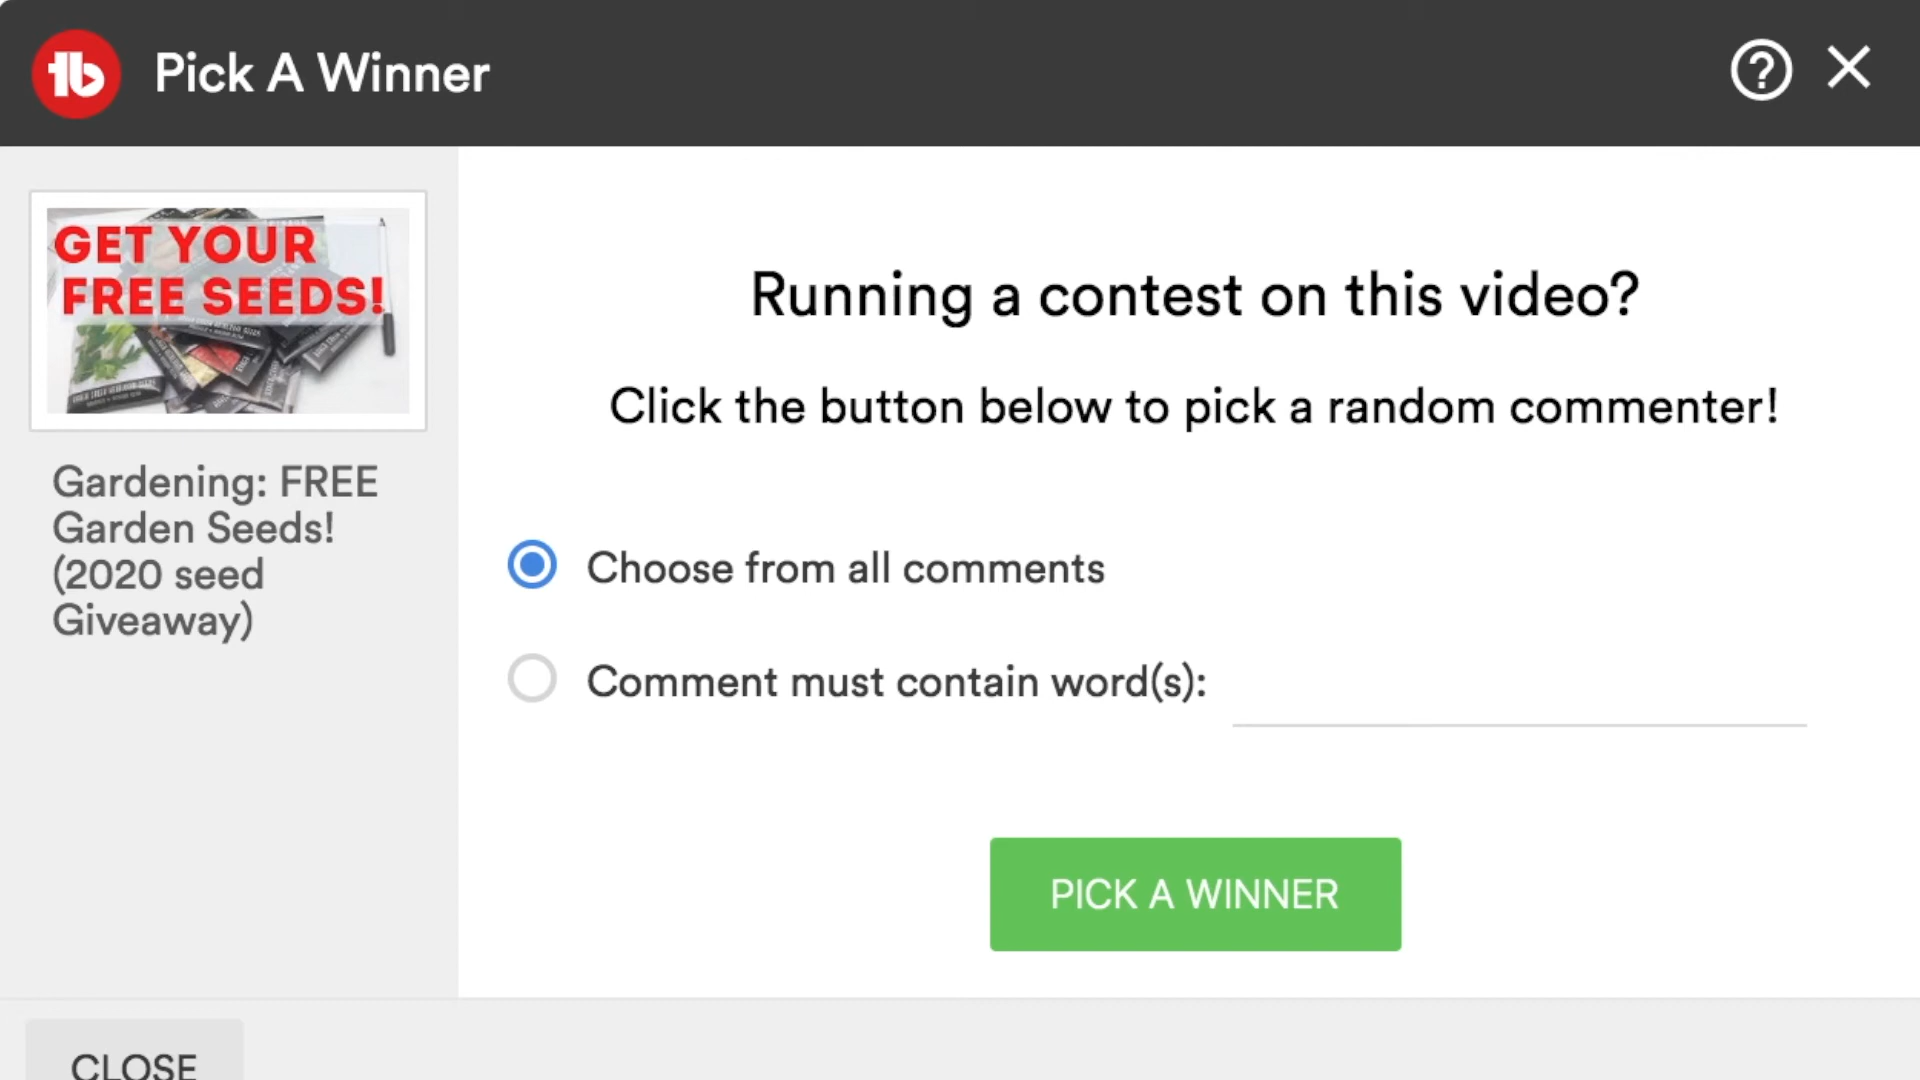 Pick A Winner
GET YOUR
FREE SEEDS!
Gardening: FREE
Garden Seeds!
(2020 seed
Giveaway)
Running a contest on this video?
Click the button below to pick a random commenter!
Choose from all comments
Comment must contain word(s):
PICK A WINNER
CLOSE